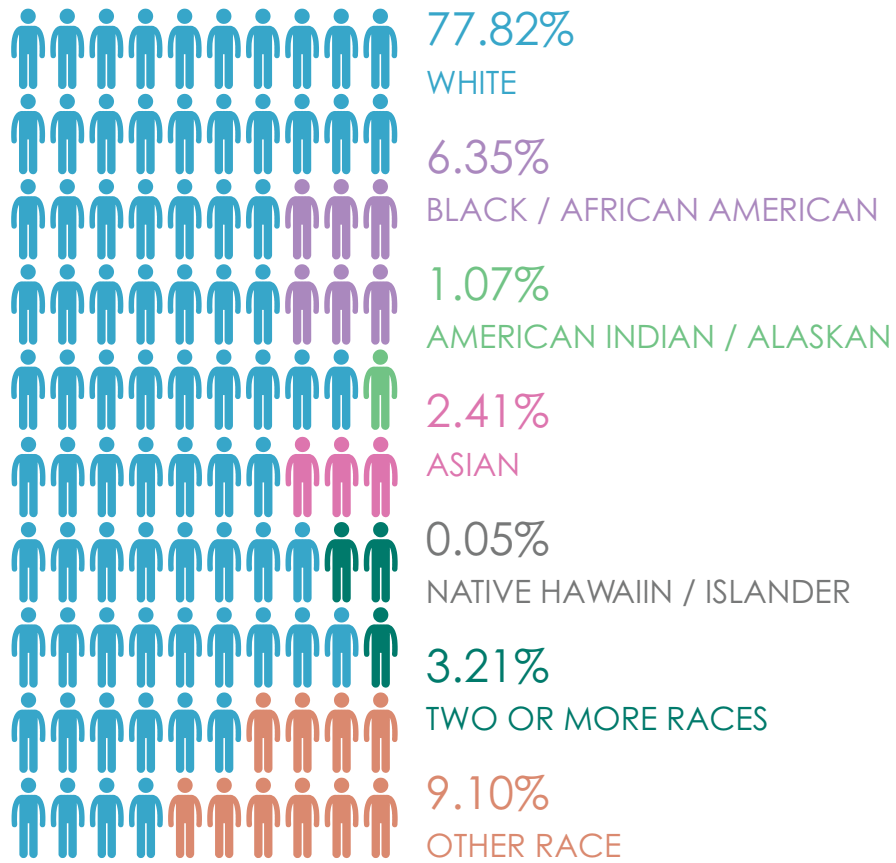 77.82%
WHITE
6.35%
BLACK / AFRICAN AMERICAN
1.07%
AMERICAN INDIAN / ALASKAN
2.41%
ASIAN
0.05%
NATIVE HAWAIIN / ISLANDER
3.21%
TWO OR MORE RACES
9.10%
OTHER RACE